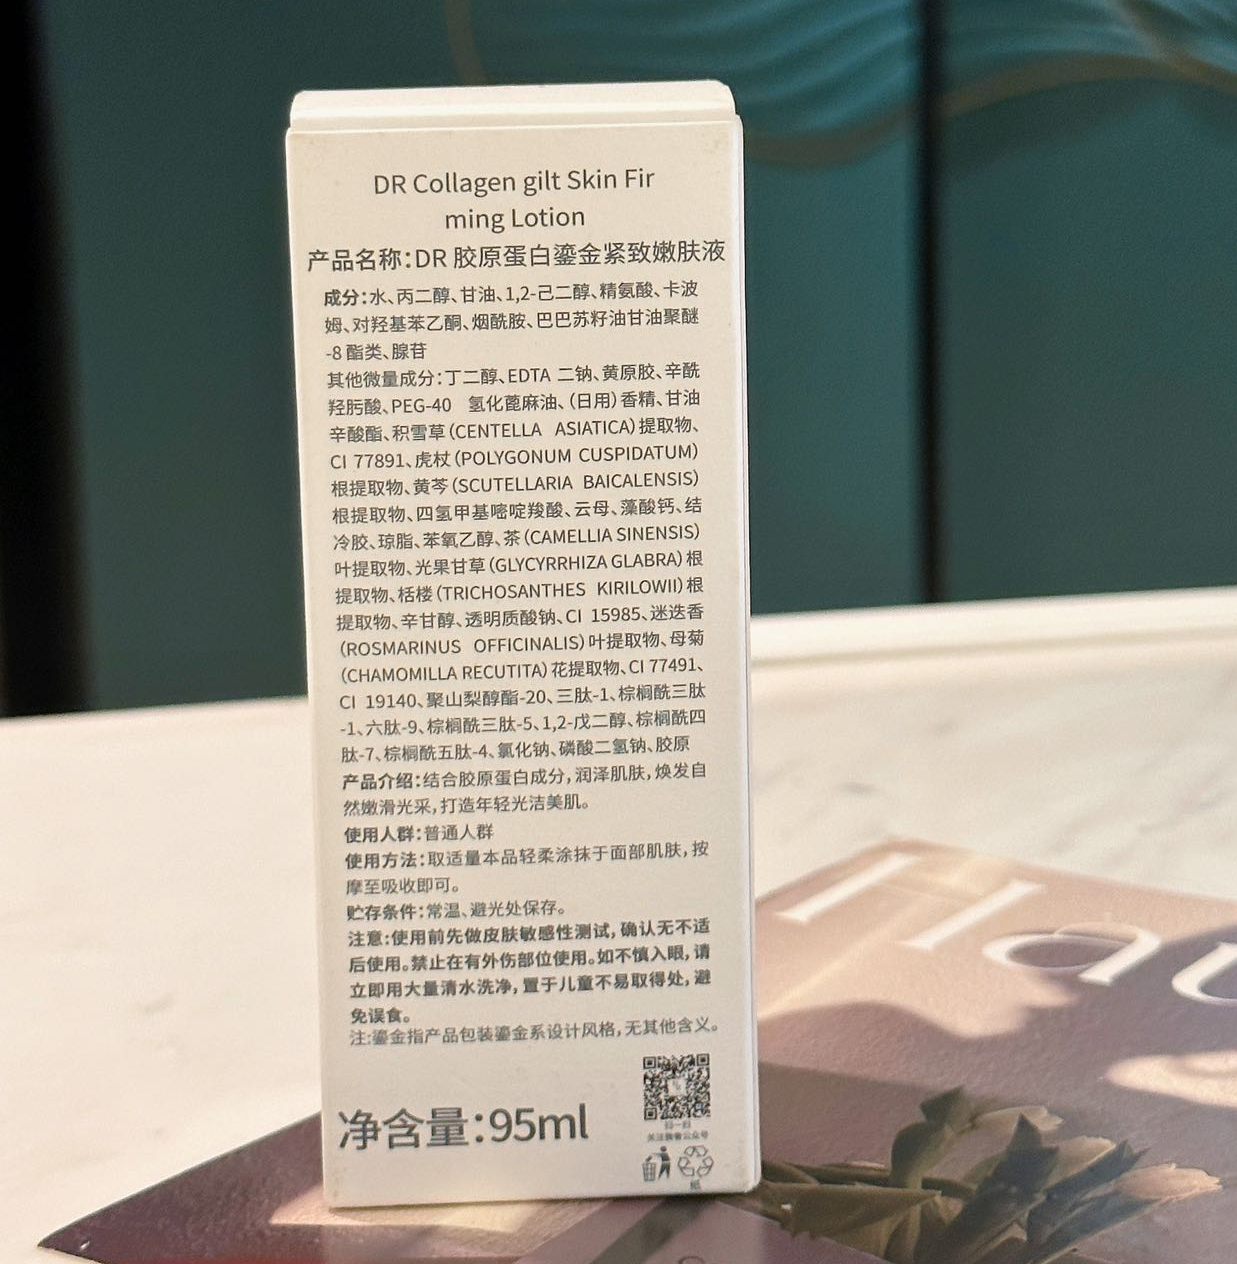 DR Collagen gilt Skin Fir
ming Lotion
产品名称:DR 胶原蛋白鎏金紧致嫩肤液
成分:水、丙二醇、甘油、1,2-己二醇、精氨酸、卡波
姆、对羟基苯乙酮、烟酰胺、巴巴苏籽油甘油聚醚
-8 酯类、腺苷
其他微量成分:丁二醇、EDTA 二钠、黄原胶、辛酰
羟肟酸、PEG-40 氢化蓖麻油、(日用)香精、甘油
辛酸酯、积雪草(CENTELLA ASIATICA)提取物、
CI 77891、虎杖(POLYGONUM CUSPIDATUM)
根提取物、黄芩(SCUTELLARIA BAICALENSIS)
根提取物、四氢甲基嘧啶羧酸、云母、藻酸钙、结
冷胶、琼脂、苯氧乙醇、茶(CAMELLIA SINENSIS)
叶提取物、光果甘草(GLYCYRRHIZA GLABRA)根
提取物、栝楼(TRICHOSANTHES KIRILOWII)根
提取物、辛甘醇、透明质酸钠、CI 15985、迷迭香
(ROSMARINUS OFFICINALIS)叶提取物、母菊
(CHAMOMILLA RECUTITA)花提取物、CI 77491、
CI 19140、聚山梨醇酯-20、三肽-1、棕榈酰三肽
-1、六肽-9、棕榈酰三肽-5、1,2-戊二醇、棕榈酰四
肽-7、棕榈酰五肽-4、氯化钠、磷酸二氢钠、胶原
产品介绍:结合胶原蛋白成分,润泽肌肤,焕发自
然嫩滑光采,打造年轻光洁美肌。
使用人群:普通人群
使用方法:取适量本品轻柔涂抹于面部肌肤,按
摩至吸收即可。
贮存条件:常温、避光处保存。
注意:使用前先做皮肤敏感性测试,确认无不适
后使用。禁止在有外伤部位使用。如不慎入眼,请
立即用大量清水洗净,置于儿童不易取得处,避
免误食。
注:鎏金指产品包装鎏金系设计风格,无其他含义。
净含量:95ml
扫一扫
纸
Hau